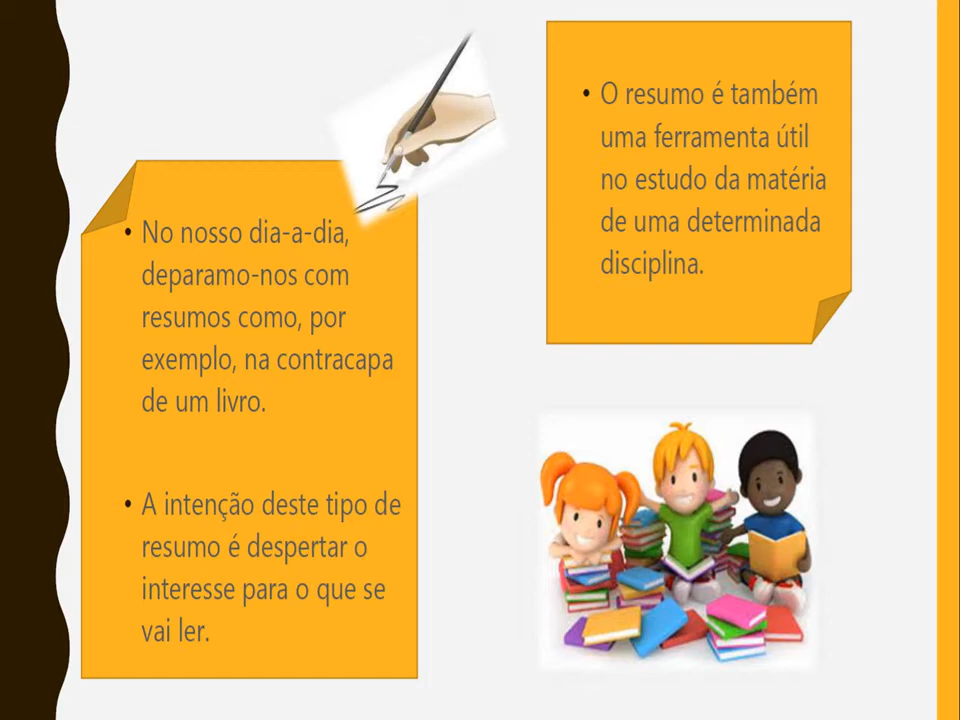 • No nosso dia-a-dia,
deparamo-nos com
resumos como, por
exemplo, na contracapa
de um livro.
• A intenção deste tipo de
resumo é despertar o
interesse para o que se
vai ler.
• O resumo é também
uma ferramenta útil
no estudo da matéria
de uma determinada
disciplina.